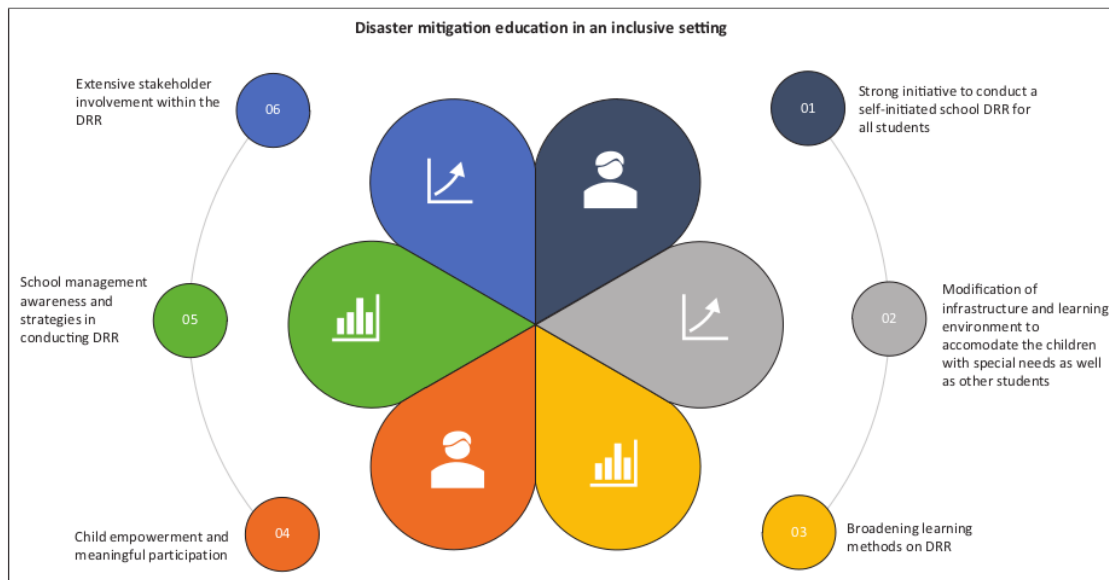 Disaster mitigation education in an inclusive setting
01
Strong initiative to conduct a
self-initiated school DRR for
all students
02
Modification of
infrastructure and learning
environment to
accomodate the children
with special needs as well
as other students
03
Broadening learning
methods on DRR
04
Child empowerment and
meaningful participation
05
School management
awareness and
strategies in
conducting DRR
06
Extensive stakeholder
involvement within the
DRR